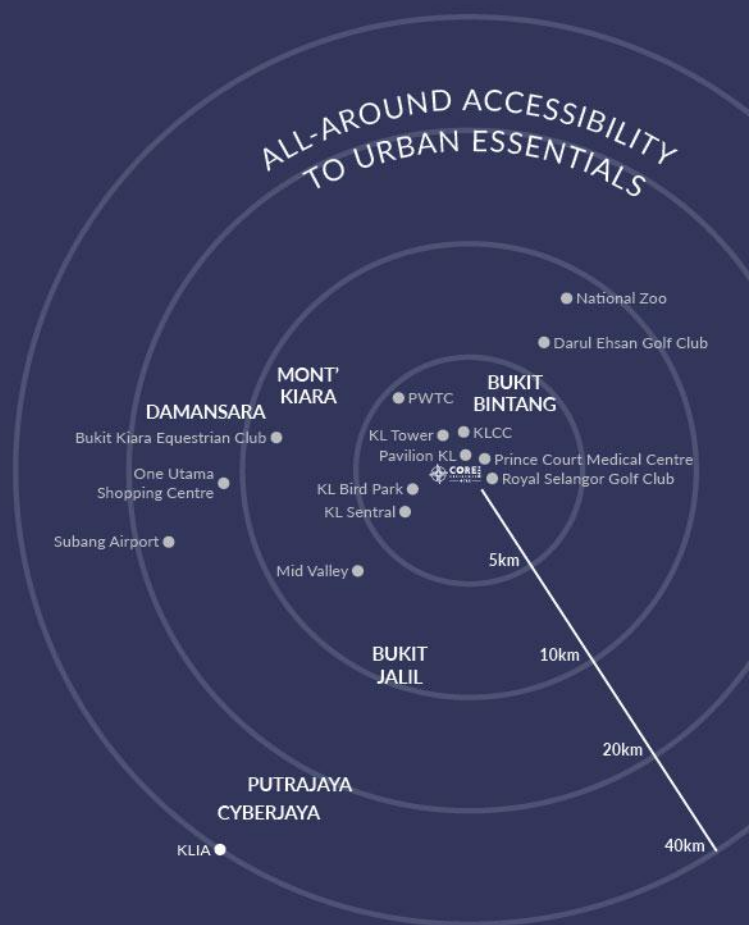 ALL-AROUND ACCESSIBILITY
TO URBAN ESSENTIALS
National Zoo
Darul Ehsan Golf Club
MONT'
KIARA
BUKIT
BINTANG
PWTC
DAMANSARA
Bukit Kiara Equestrian Club
KL Tower
KLCC
Pavilion KL
Prince Court Medical Centre
One Utama
Shopping Centre
CORE
Royal Selangor Golf Club
KL Bird Park
KL Sentral
Subang Airport
Mid Valley
5km
BUKIT
JALIL
10km
20km
PUTRAJAYA
CYBERJAYA
KLIA
40km